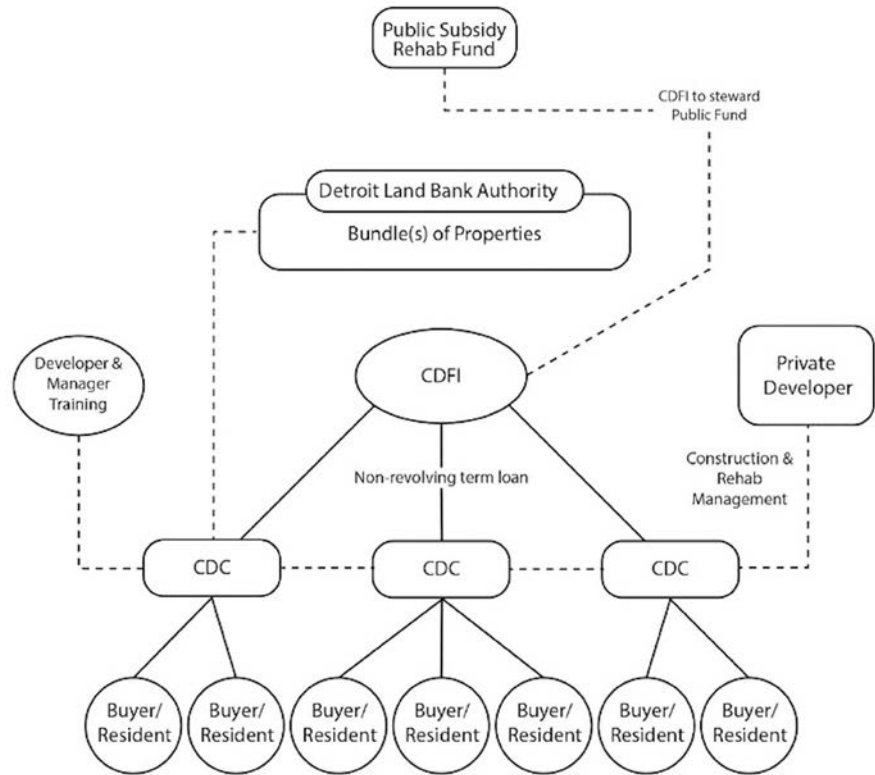 Public Subsidy
Rehab Fund
CDFI to steward
Public Fund
Detroit Land Bank Authority
Bundle(s) of Properties
Developer &
Manager
Training
CDFI
Private
Developer
Non-revolving term loan
Construction &
Rehab
Management
CDC
CDC
CDC
Buyer/
Resident
Buyer/
Resident
Buyer/
Resident
Buyer/
Resident
Buyer/
Resident
Buyer/
Resident
Buyer/
Resident